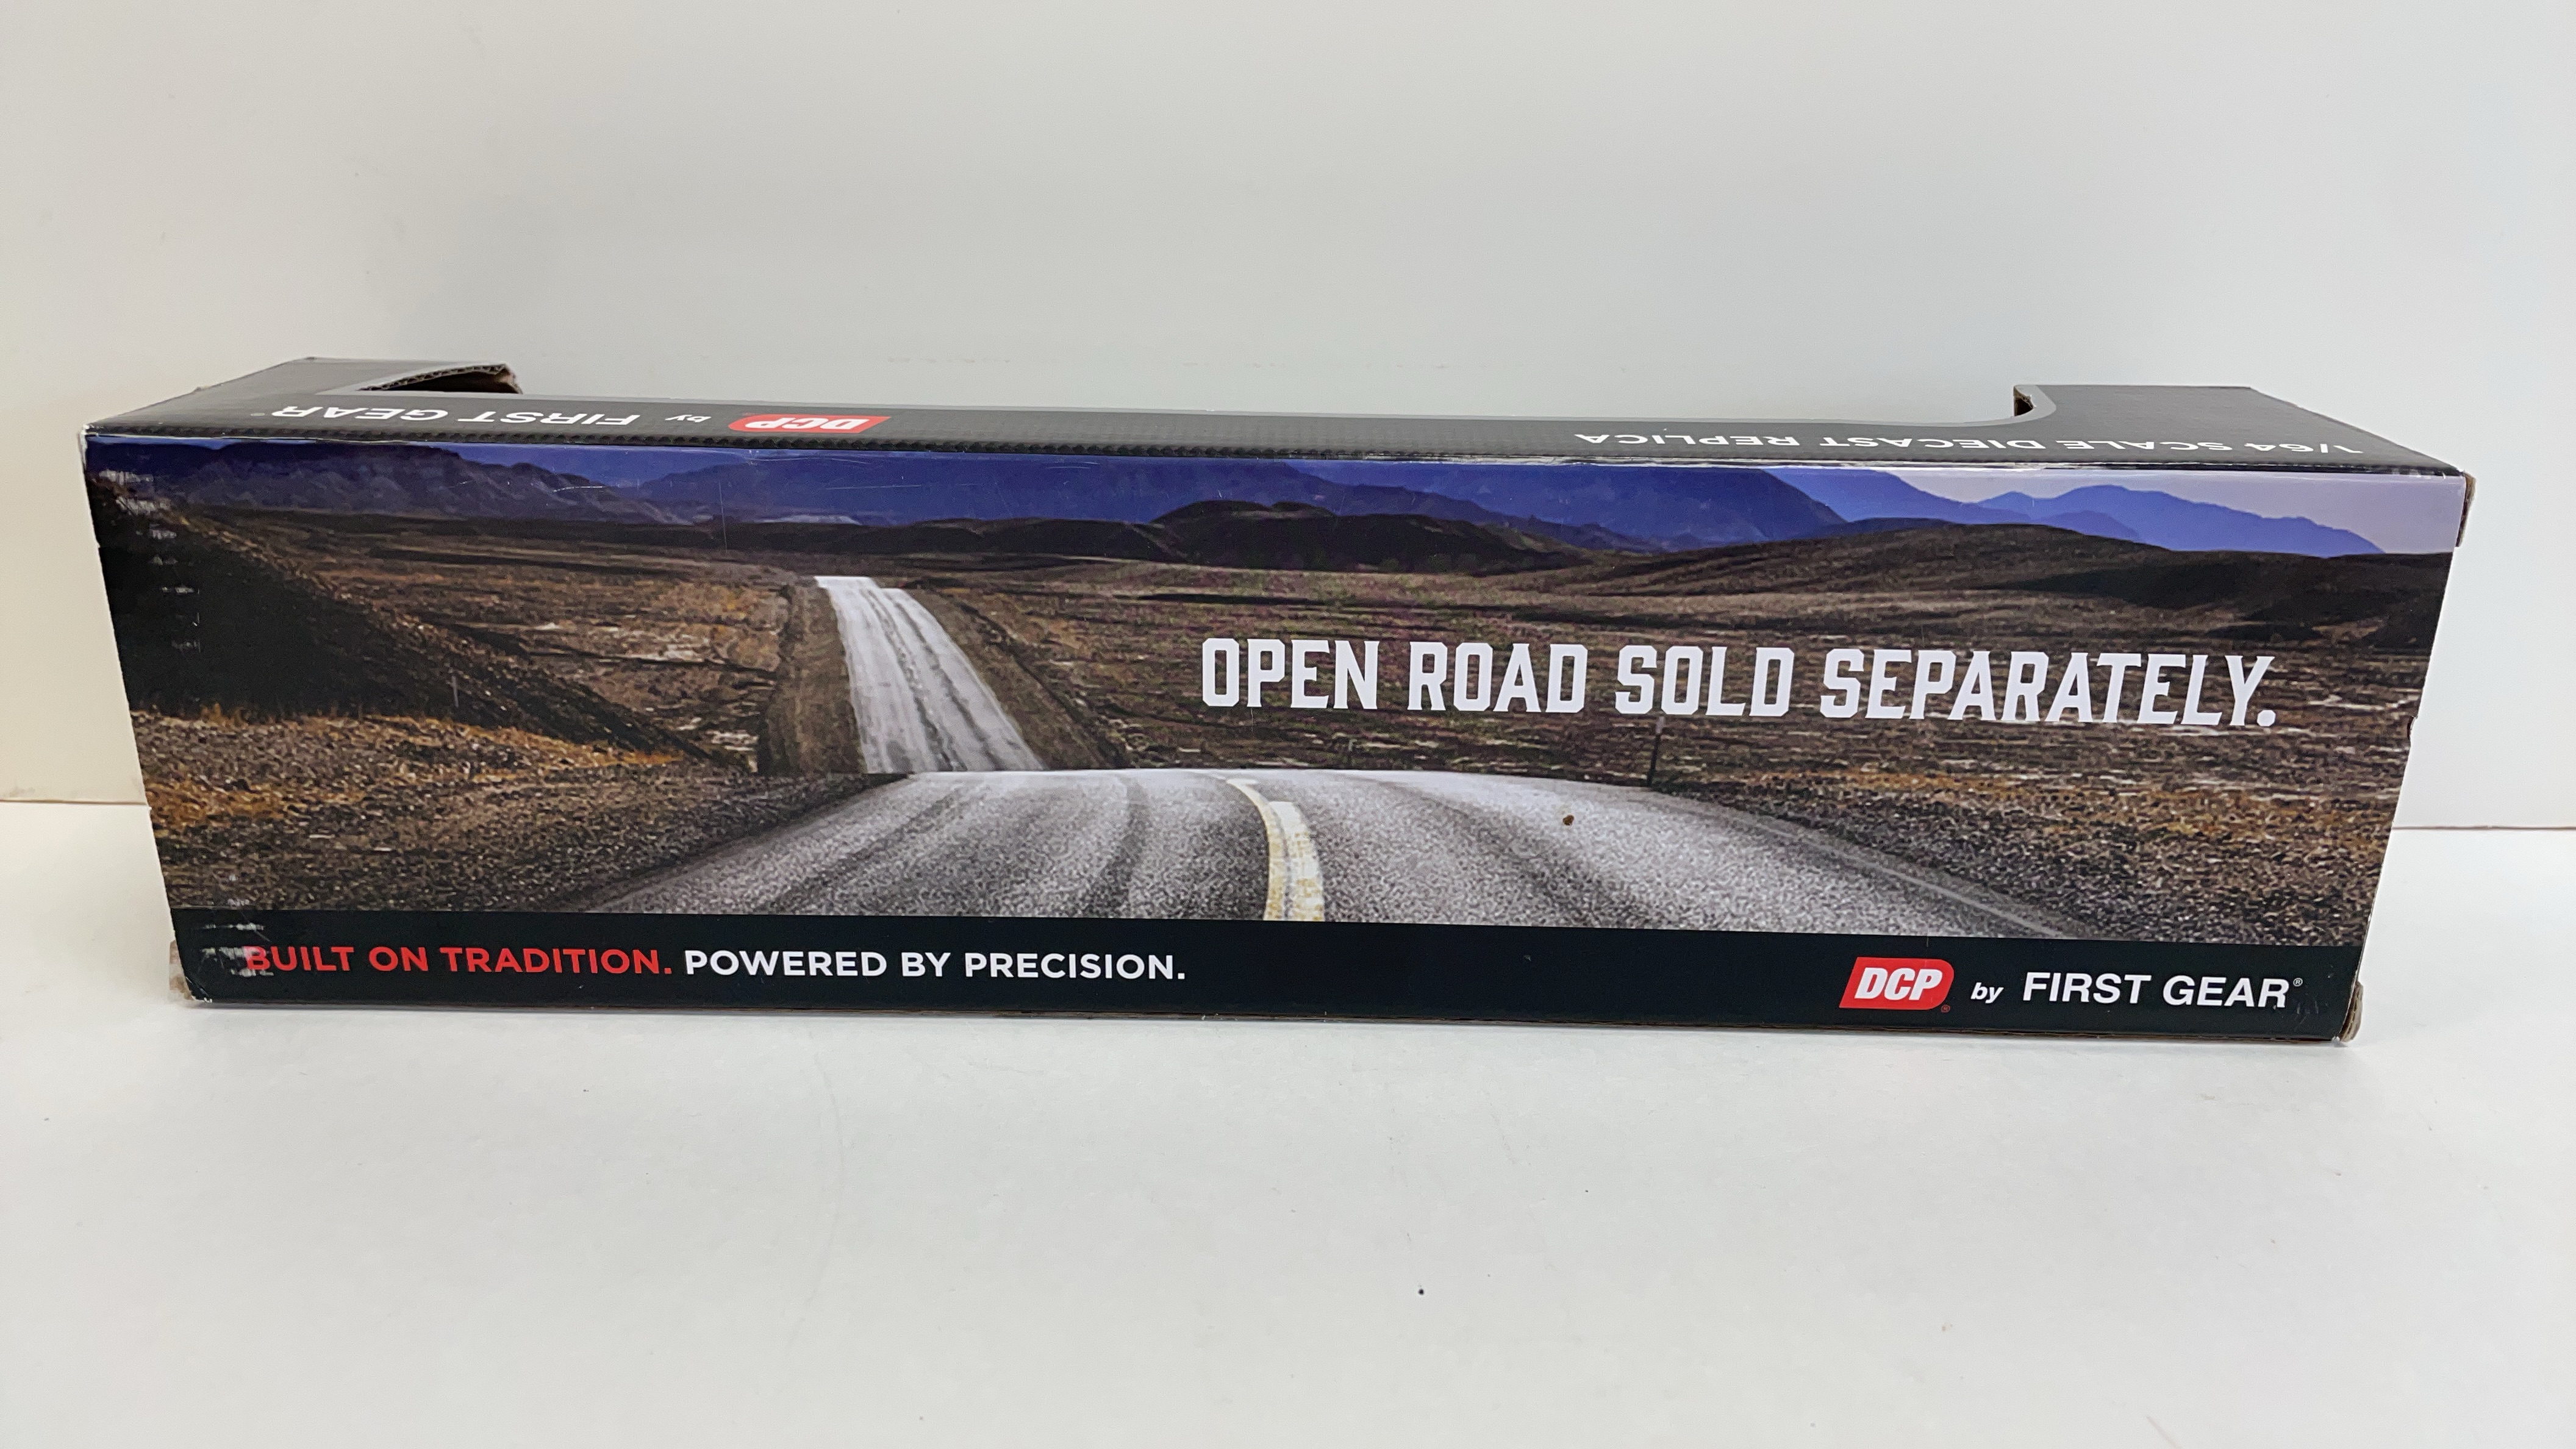 FIRST GEAR by DCP
1/64 SCALE DIECAST REPLICA
OPEN ROAD SOLD SEPARATELY.
BUILT ON TRADITION. POWERED BY PRECISION.
DCP® by FIRST GEAR®